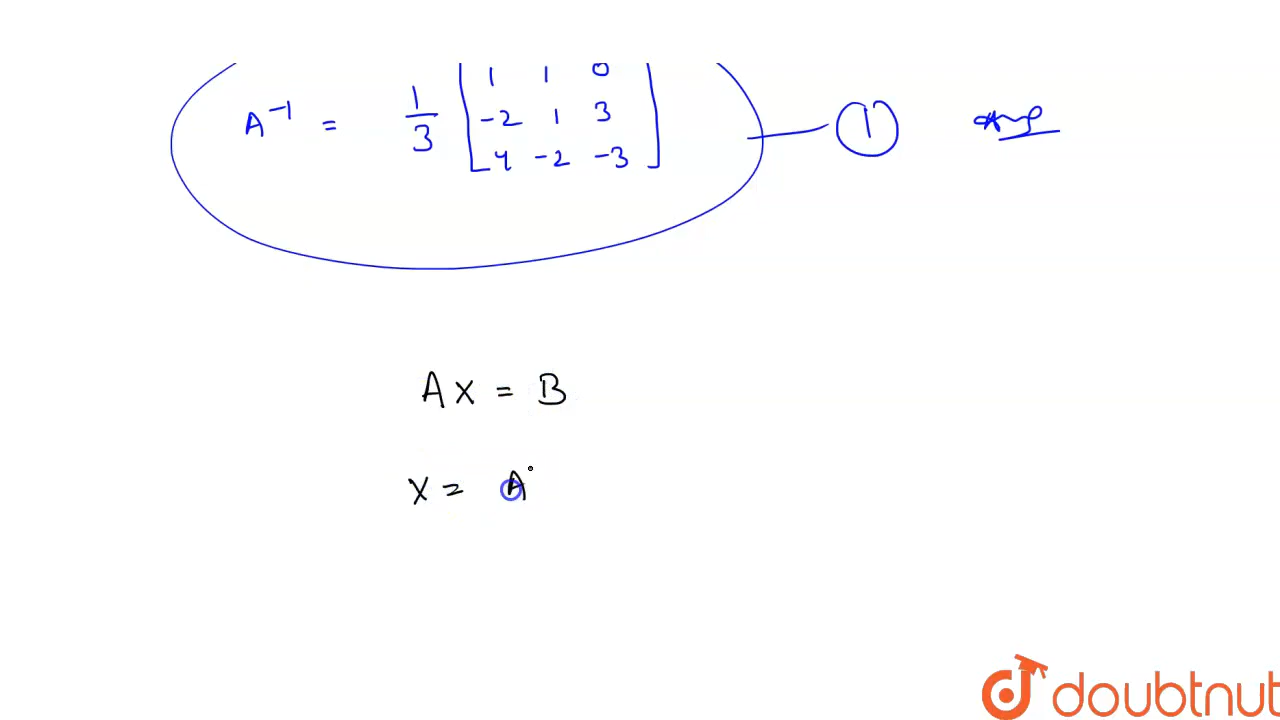 1 1 0
A⁻¹ = 1/3 [ -2 1 3
4 -2 -3 ] ①
AX = B
X = A
doubtnut